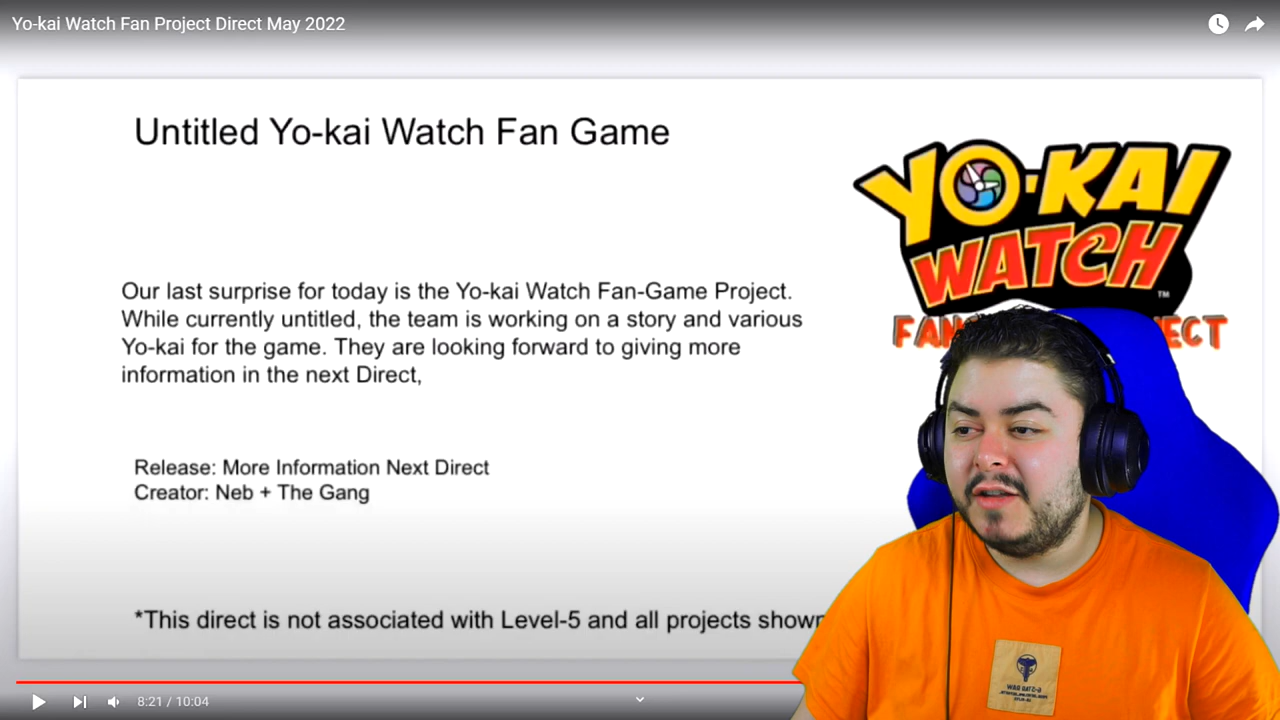 Yo-kai Watch Fan Project Direct May 2022
Untitled Yo-kai Watch Fan Game
YO-KAI
WATCH
TM
Our last surprise for today is the Yo-kai Watch Fan-Game Project.
While currently untitled, the team is working on a story and various
Yo-kai for the game. They are looking forward to giving more
information in the next Direct,
Release: More Information Next Direct
Creator: Neb + The Gang
*This direct is not associated with Level-5 and all projects shown
8:21 / 10:04